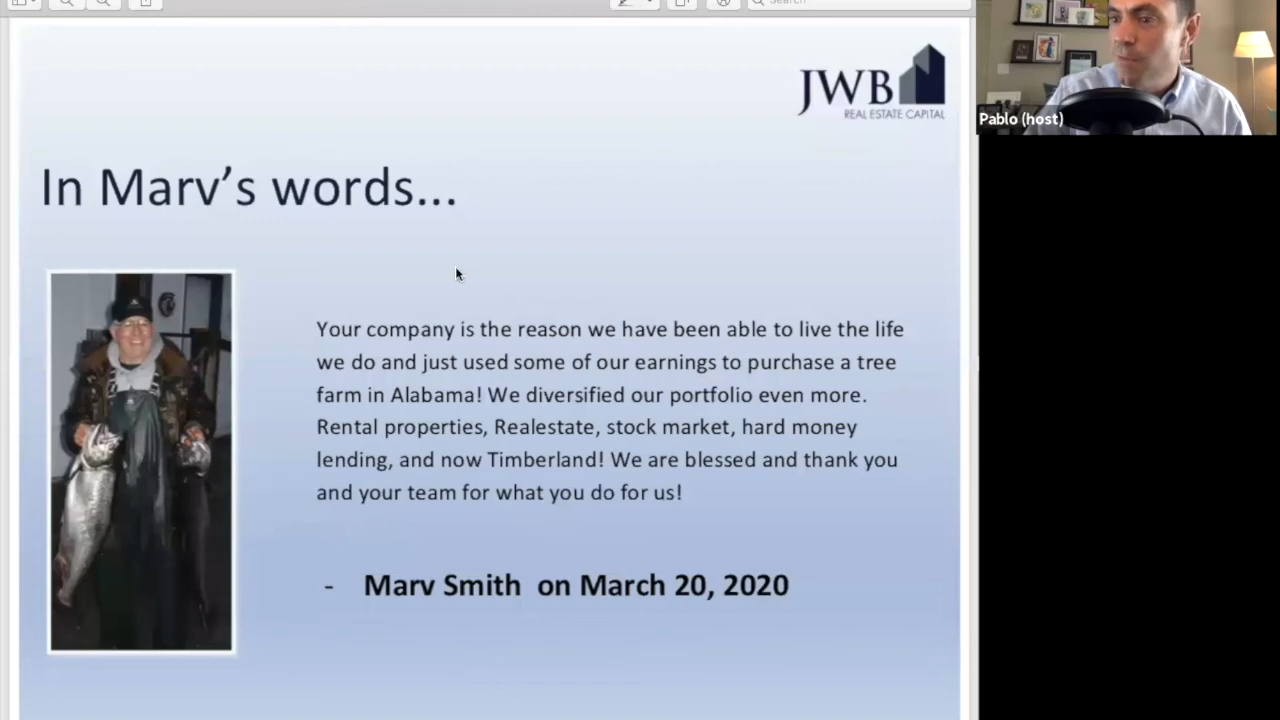 Search
JWB
REAL ESTATE CAPITAL
Pablo (host)
In Marv's words...
Your company is the reason we have been able to live the life
we do and just used some of our earnings to purchase a tree
farm in Alabama! We diversified our portfolio even more.
Rental properties, Realestate, stock market, hard money
lending, and now Timberland! We are blessed and thank you
and your team for what you do for us!
- Marv Smith on March 20, 2020